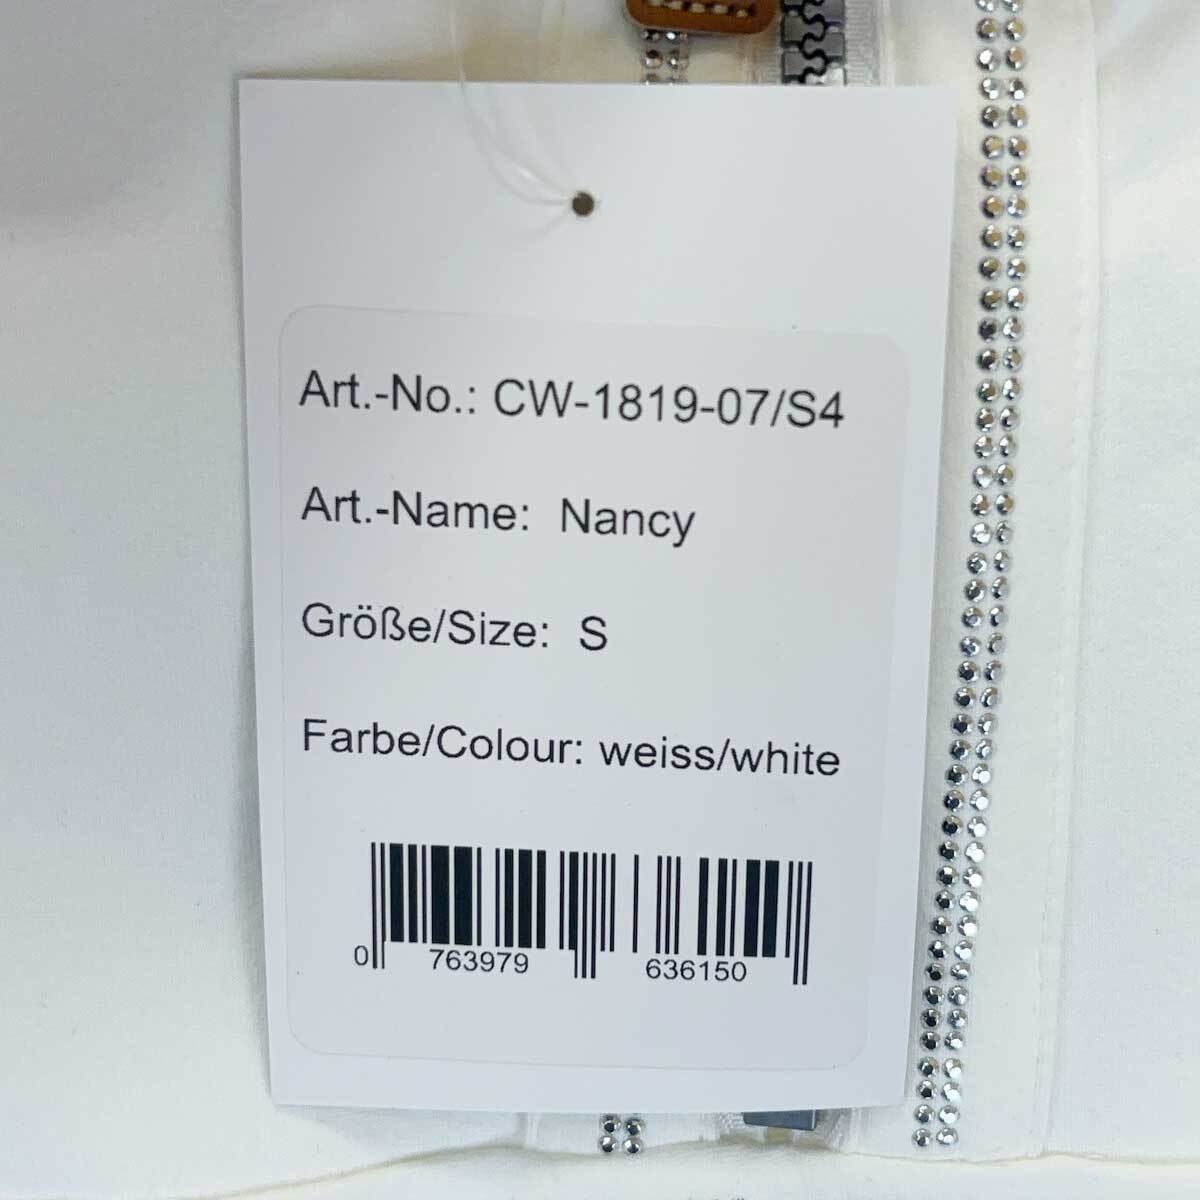 Art.-No.: CW-1819-07/S4
Art.-Name: Nancy
Größe/Size: S
Farbe/Colour: weiss/white
0 763979 636150